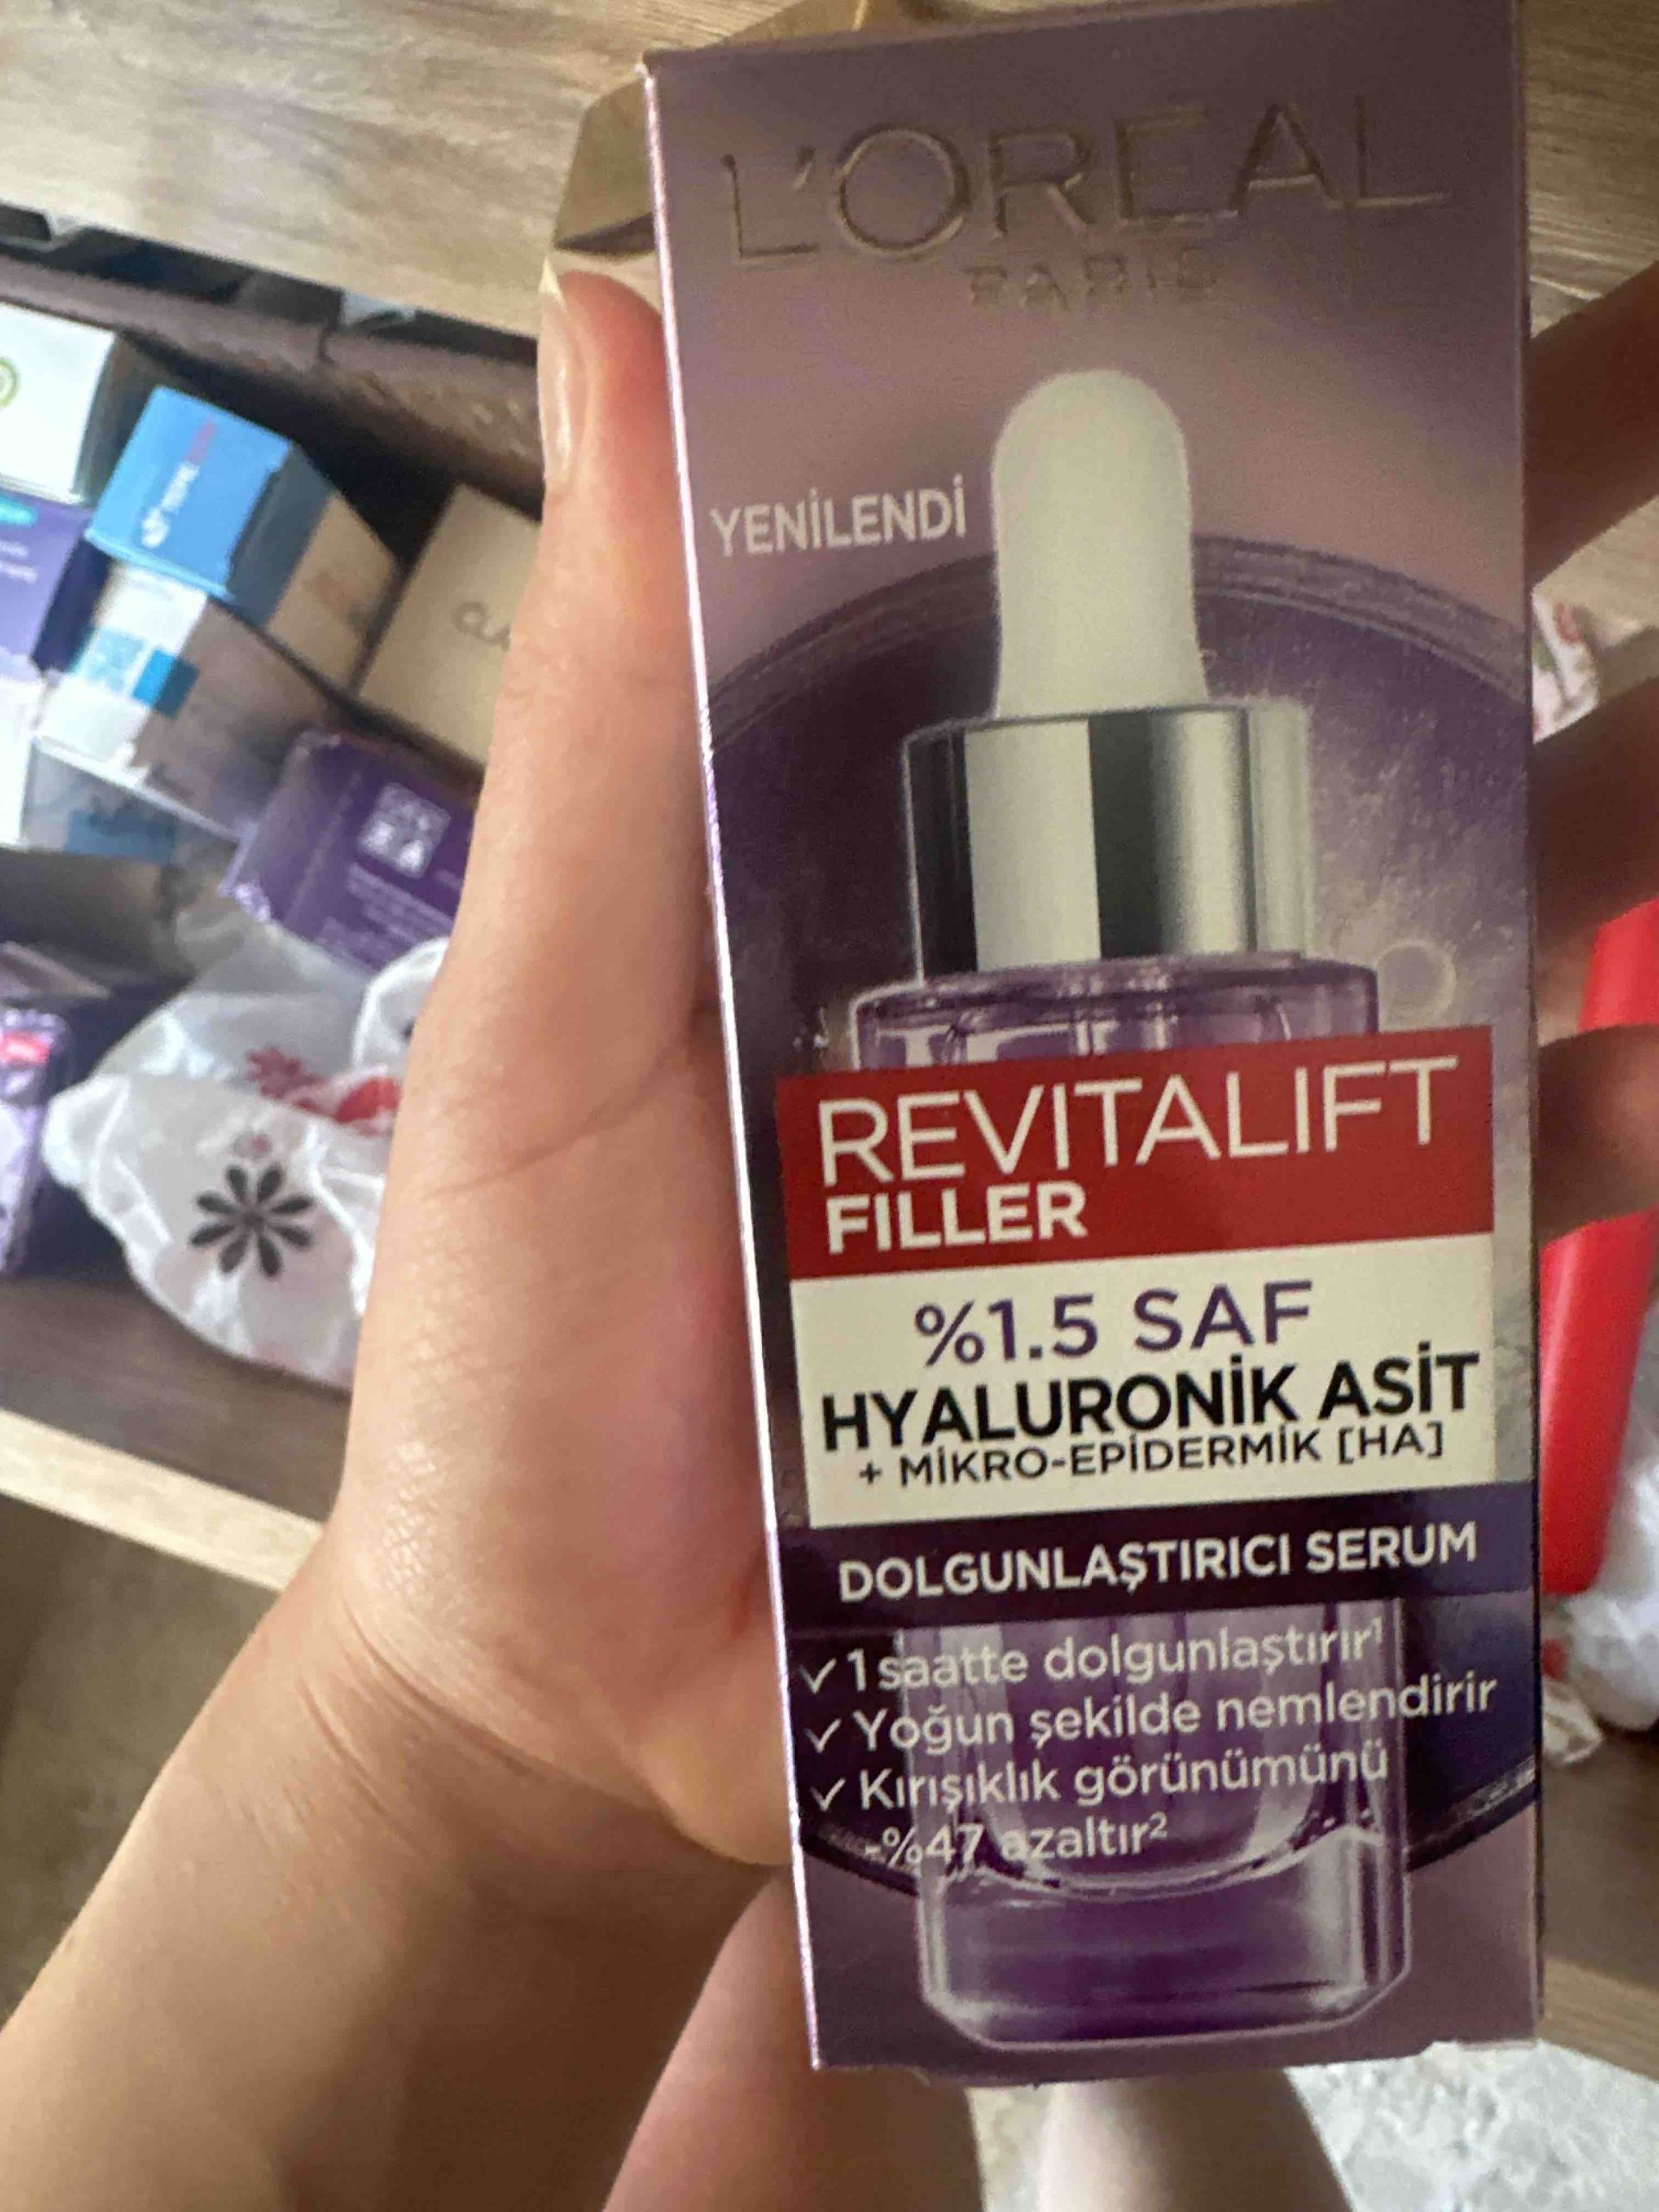 L'ORÉAL
PARIS
YENİLENDİ
REVITALIFT
FILLER
%1.5 SAF
HYALURONİK ASİT
+ MİKRO-EPİDERMİK [HA]
DOLGUNLAŞTIRICI SERUM
✓ 1 saatte dolgunlaştırır¹
✓ Yoğun şekilde nemlendirir
✓ Kırışıklık görünümünü
-%47 azaltır²